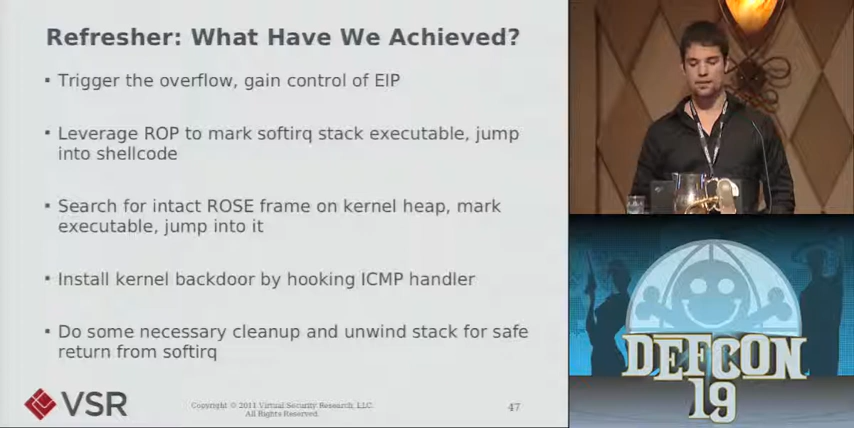 Refresher: What Have We Achieved?
▪ Trigger the overflow, gain control of EIP
▪ Leverage ROP to mark softirq stack executable, jump
into shellcode
▪ Search for intact ROSE frame on kernel heap, mark
executable, jump into it
▪ Install kernel backdoor by hooking ICMP handler
▪ Do some necessary cleanup and unwind stack for safe
return from softirq
VSR
Copyright © 2011 Virtual Security Research, LLC.
All Rights Reserved.
47
DEFCON
19